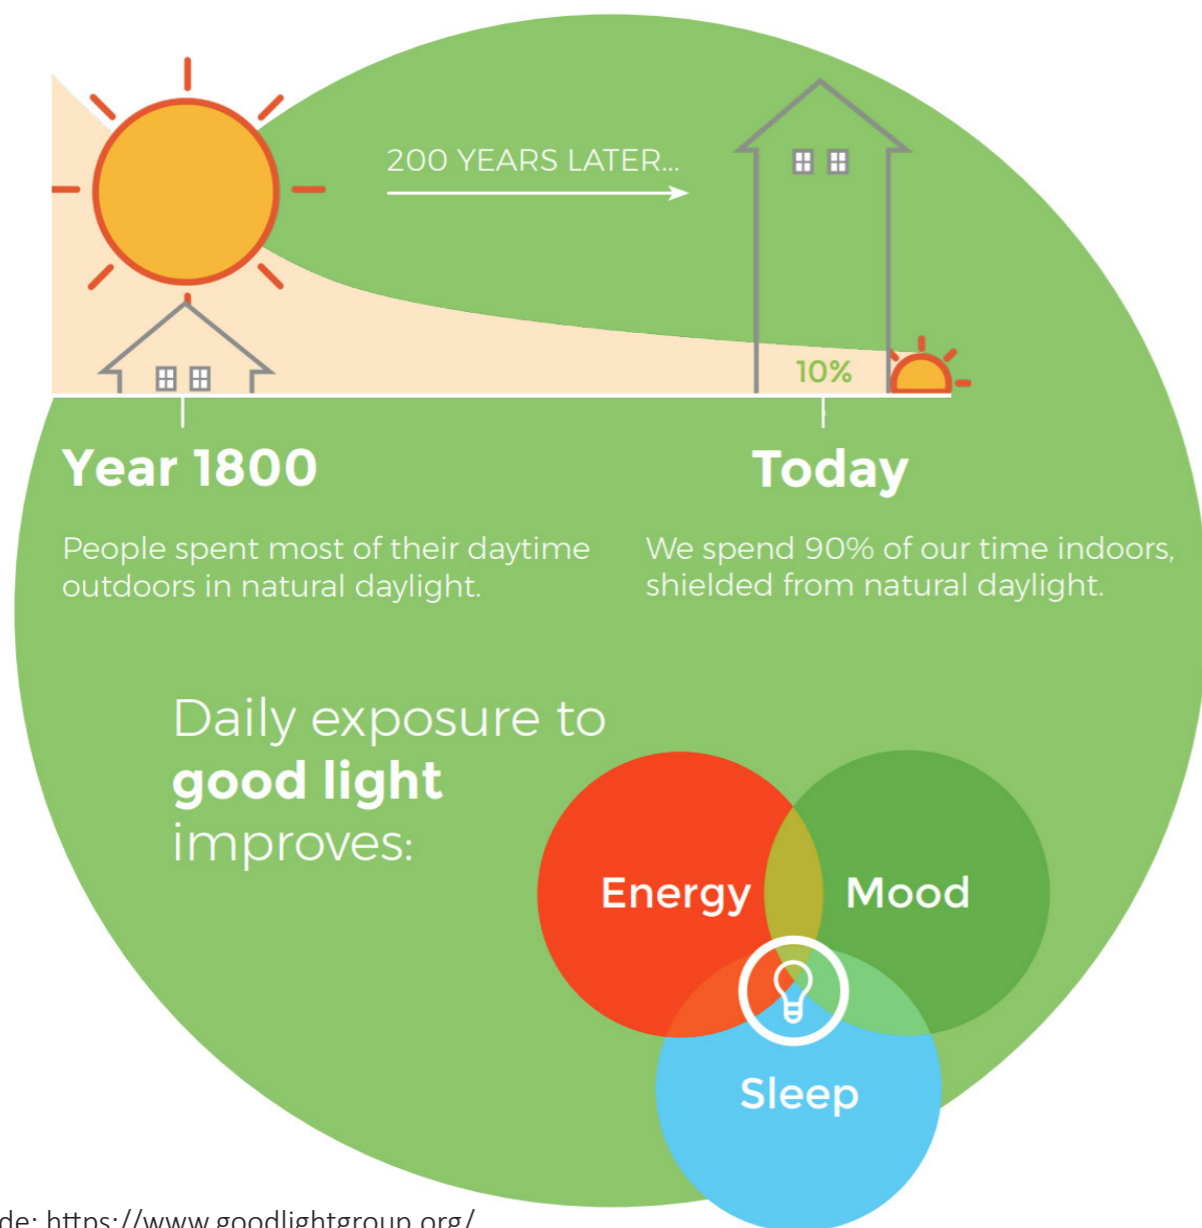 200 YEARS LATER...
10%
Year 1800
Today
People spent most of their daytime
outdoors in natural daylight.
We spend 90% of our time indoors,
shielded from natural daylight.
Daily exposure to
good light
improves:
Energy
Mood
Sleep
de: https://www.goodlightgroup.org/